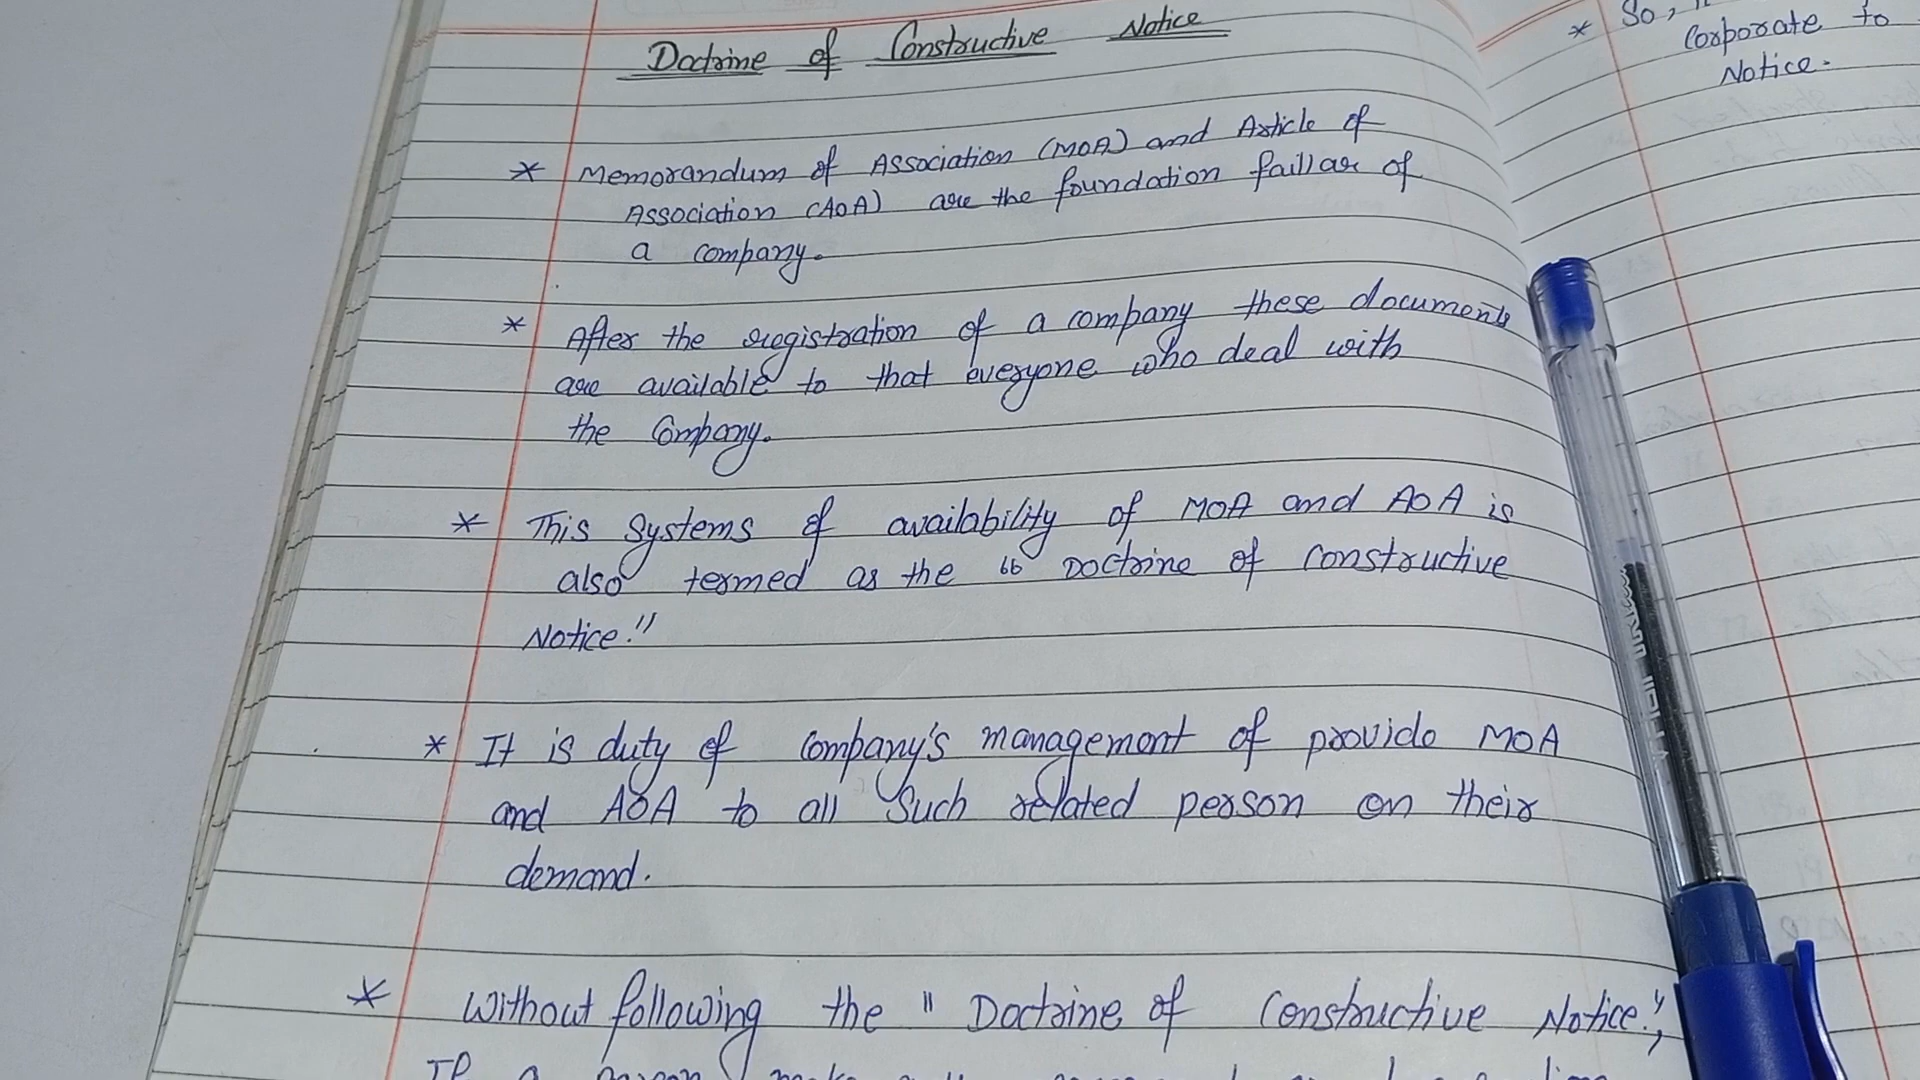 Doctrine of Constructive Notice
* Memorandum of Association (MOA) and Article of
Association (AOA) are the foundation faillar of
a company.
* After the registration of a company these documents
are available to that everyone who deal with
the Company.
* This Systems of availability of MOA and AOA is
also termed as the “ Doctrine of constructive
Notice."
* It is duty of Company's management of provide MOA
and AOA to all Such related person on their
demand.
* Without following the " Doctrine of Constructive Notice.",
* So,
Corporate to
Notice.